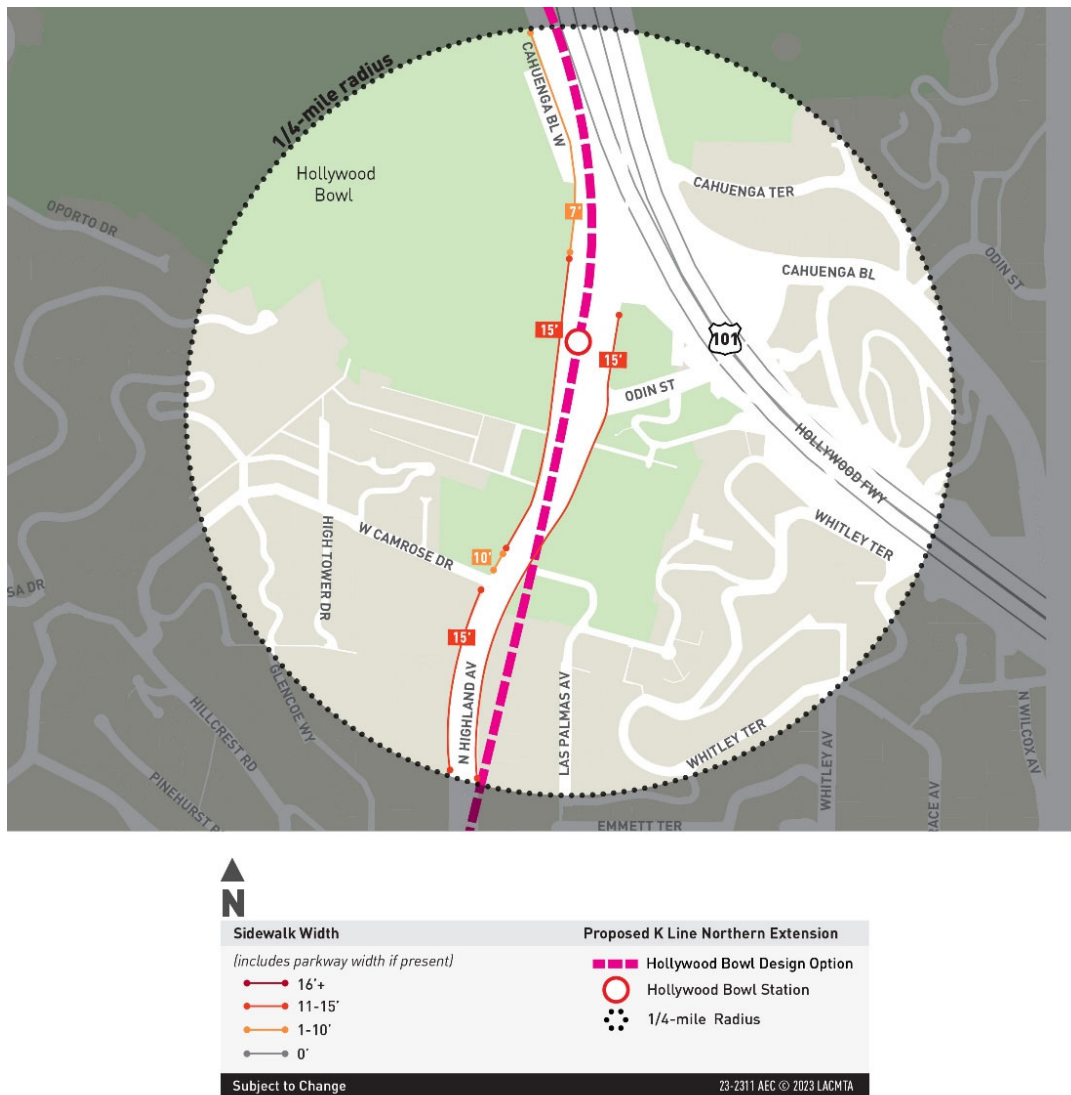 1/4-mile radius
CAHUENGA BL W
Hollywood
Bowl
CAHUENGA TER
OPORTO DR
ODIN ST
7'
CAHUENGA BL
15'
101
15'
ODIN ST
HOLLYWOOD FWY
W CAMROSE DR
HIGH TOWER DR
10'
WHITLEY TER
SA DR
15'
GLENCOE WY
N HIGHLAND AV
LAS PALMAS AV
HILLCREST RD
WHITLEY TER
WHITLEY AV
N WILCOX AV
PINEHURST R
EMMETT TER
RACE AV
N
Sidewalk Width
(includes parkway width if present)
16'+
11-15'
1-10'
0'
Proposed K Line Northern Extension
Hollywood Bowl Design Option
Hollywood Bowl Station
1/4-mile Radius
Subject to Change
23-2311 AEC © 2023 LACMTA